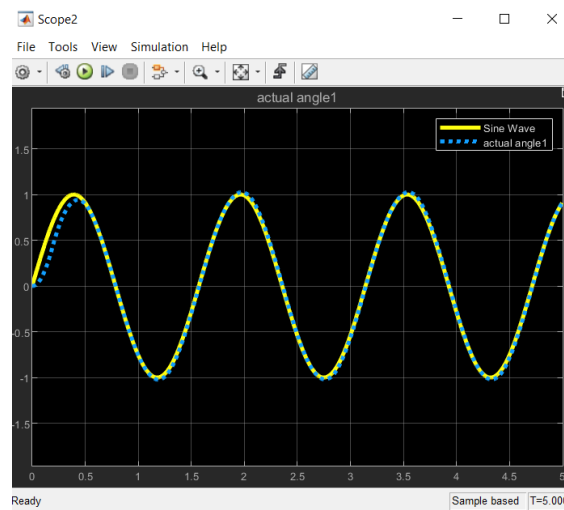 Scope2
File Tools View Simulation Help
actual angle1
Sine Wave
actual angle1
1.5
1
0.5
0
-0.5
-1
-1.5
0 0.5 1 1.5 2 2.5 3 3.5 4 4.5 5
Ready Sample based T=5.00